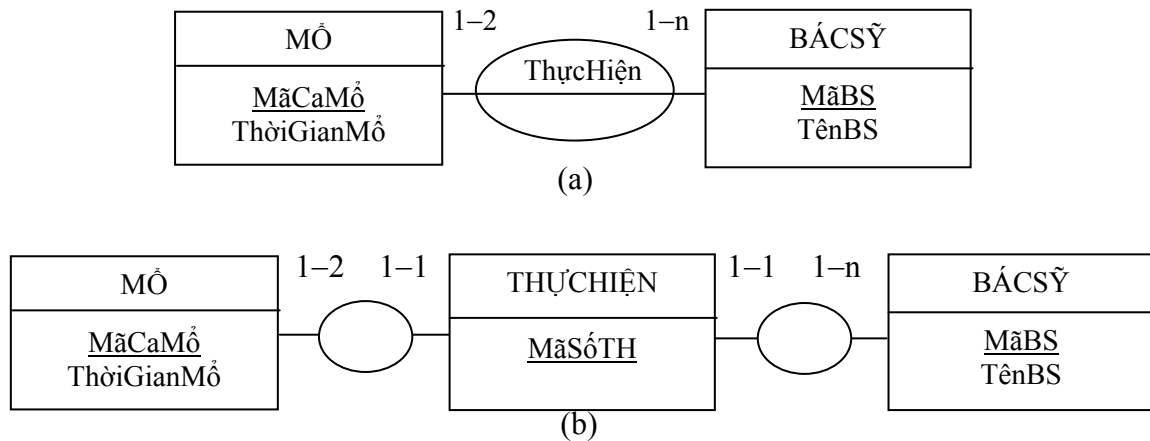 1–2 1–n
MỔ BÁCSỸ
ThựcHiện
MãCaMổ MãBS
ThờiGianMổ TênBS
(a)
1–2 1–1 1–1 1–n
MỔ THỰCHIỆN BÁCSỸ
MãCaMổ MãSốTH MãBS
ThờiGianMổ TênBS
(b)